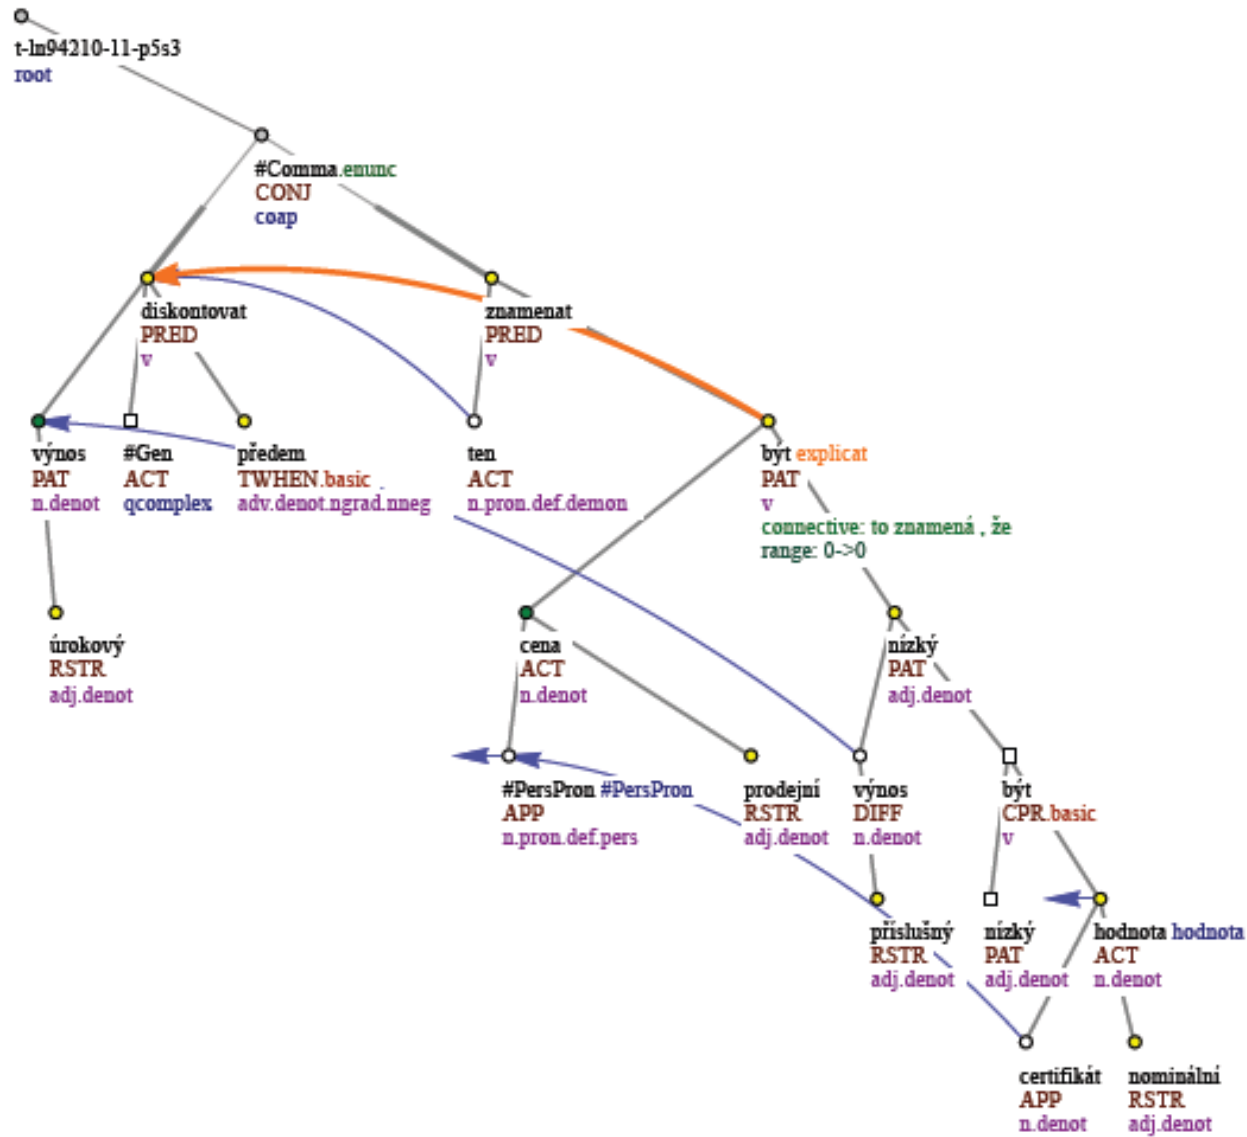 t-ln94210-11-p5s3
root
#Comma.enunc
CONJ
coap
diskontovat
PRED
v
znamenat
PRED
v
výnos
PAT
n.denot
#Gen
ACT
qcomplex
předem
TWHEN.basic
adv.denot.ngrad.nneg
ten
ACT
n.pron.def.demon
být explicat
PAT
v
connective: to znamená , že
range: 0->0
úrokový
RSTR
adj.denot
cena
ACT
n.denot
nízký
PAT
adj.denot
#PersPron #PersPron
APP
n.pron.def.pers
prodejní
RSTR
adj.denot
výnos
DIFF
n.denot
být
CPR.basic
v
příslušný
RSTR
adj.denot
nízký
PAT
adj.denot
hodnota hodnota
ACT
n.denot
certifikát
APP
n.denot
nominální
RSTR
adj.denot